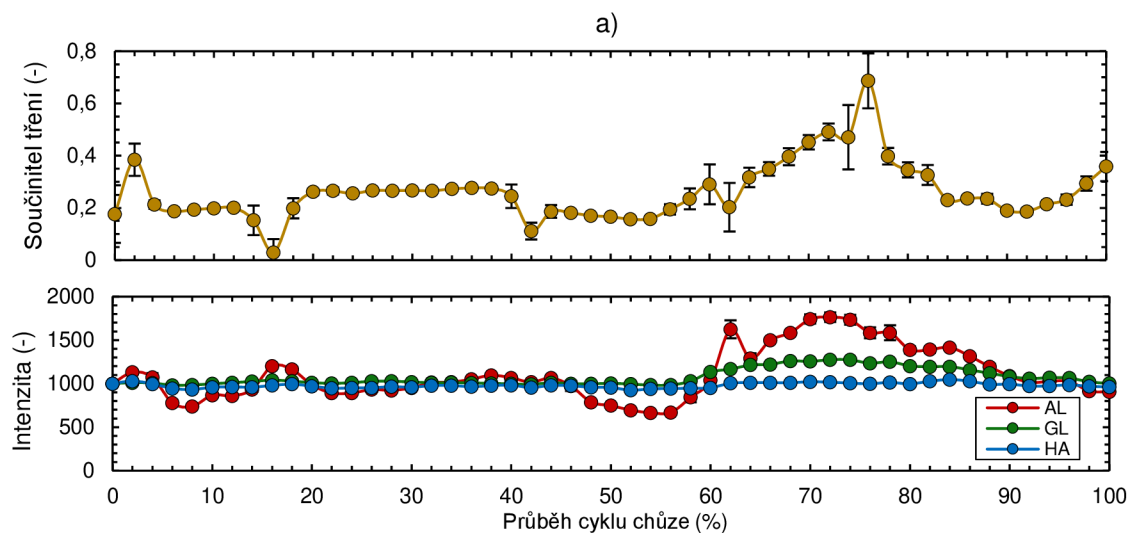 a)
Součinitel tření (-)
0,8
0,6
0,4
0,2
0
Intenzita (-)
2000
1500
1000
500
0
AL
GL
HA
0 10 20 30 40 50 60 70 80 90 100
Průběh cyklu chůze (%)